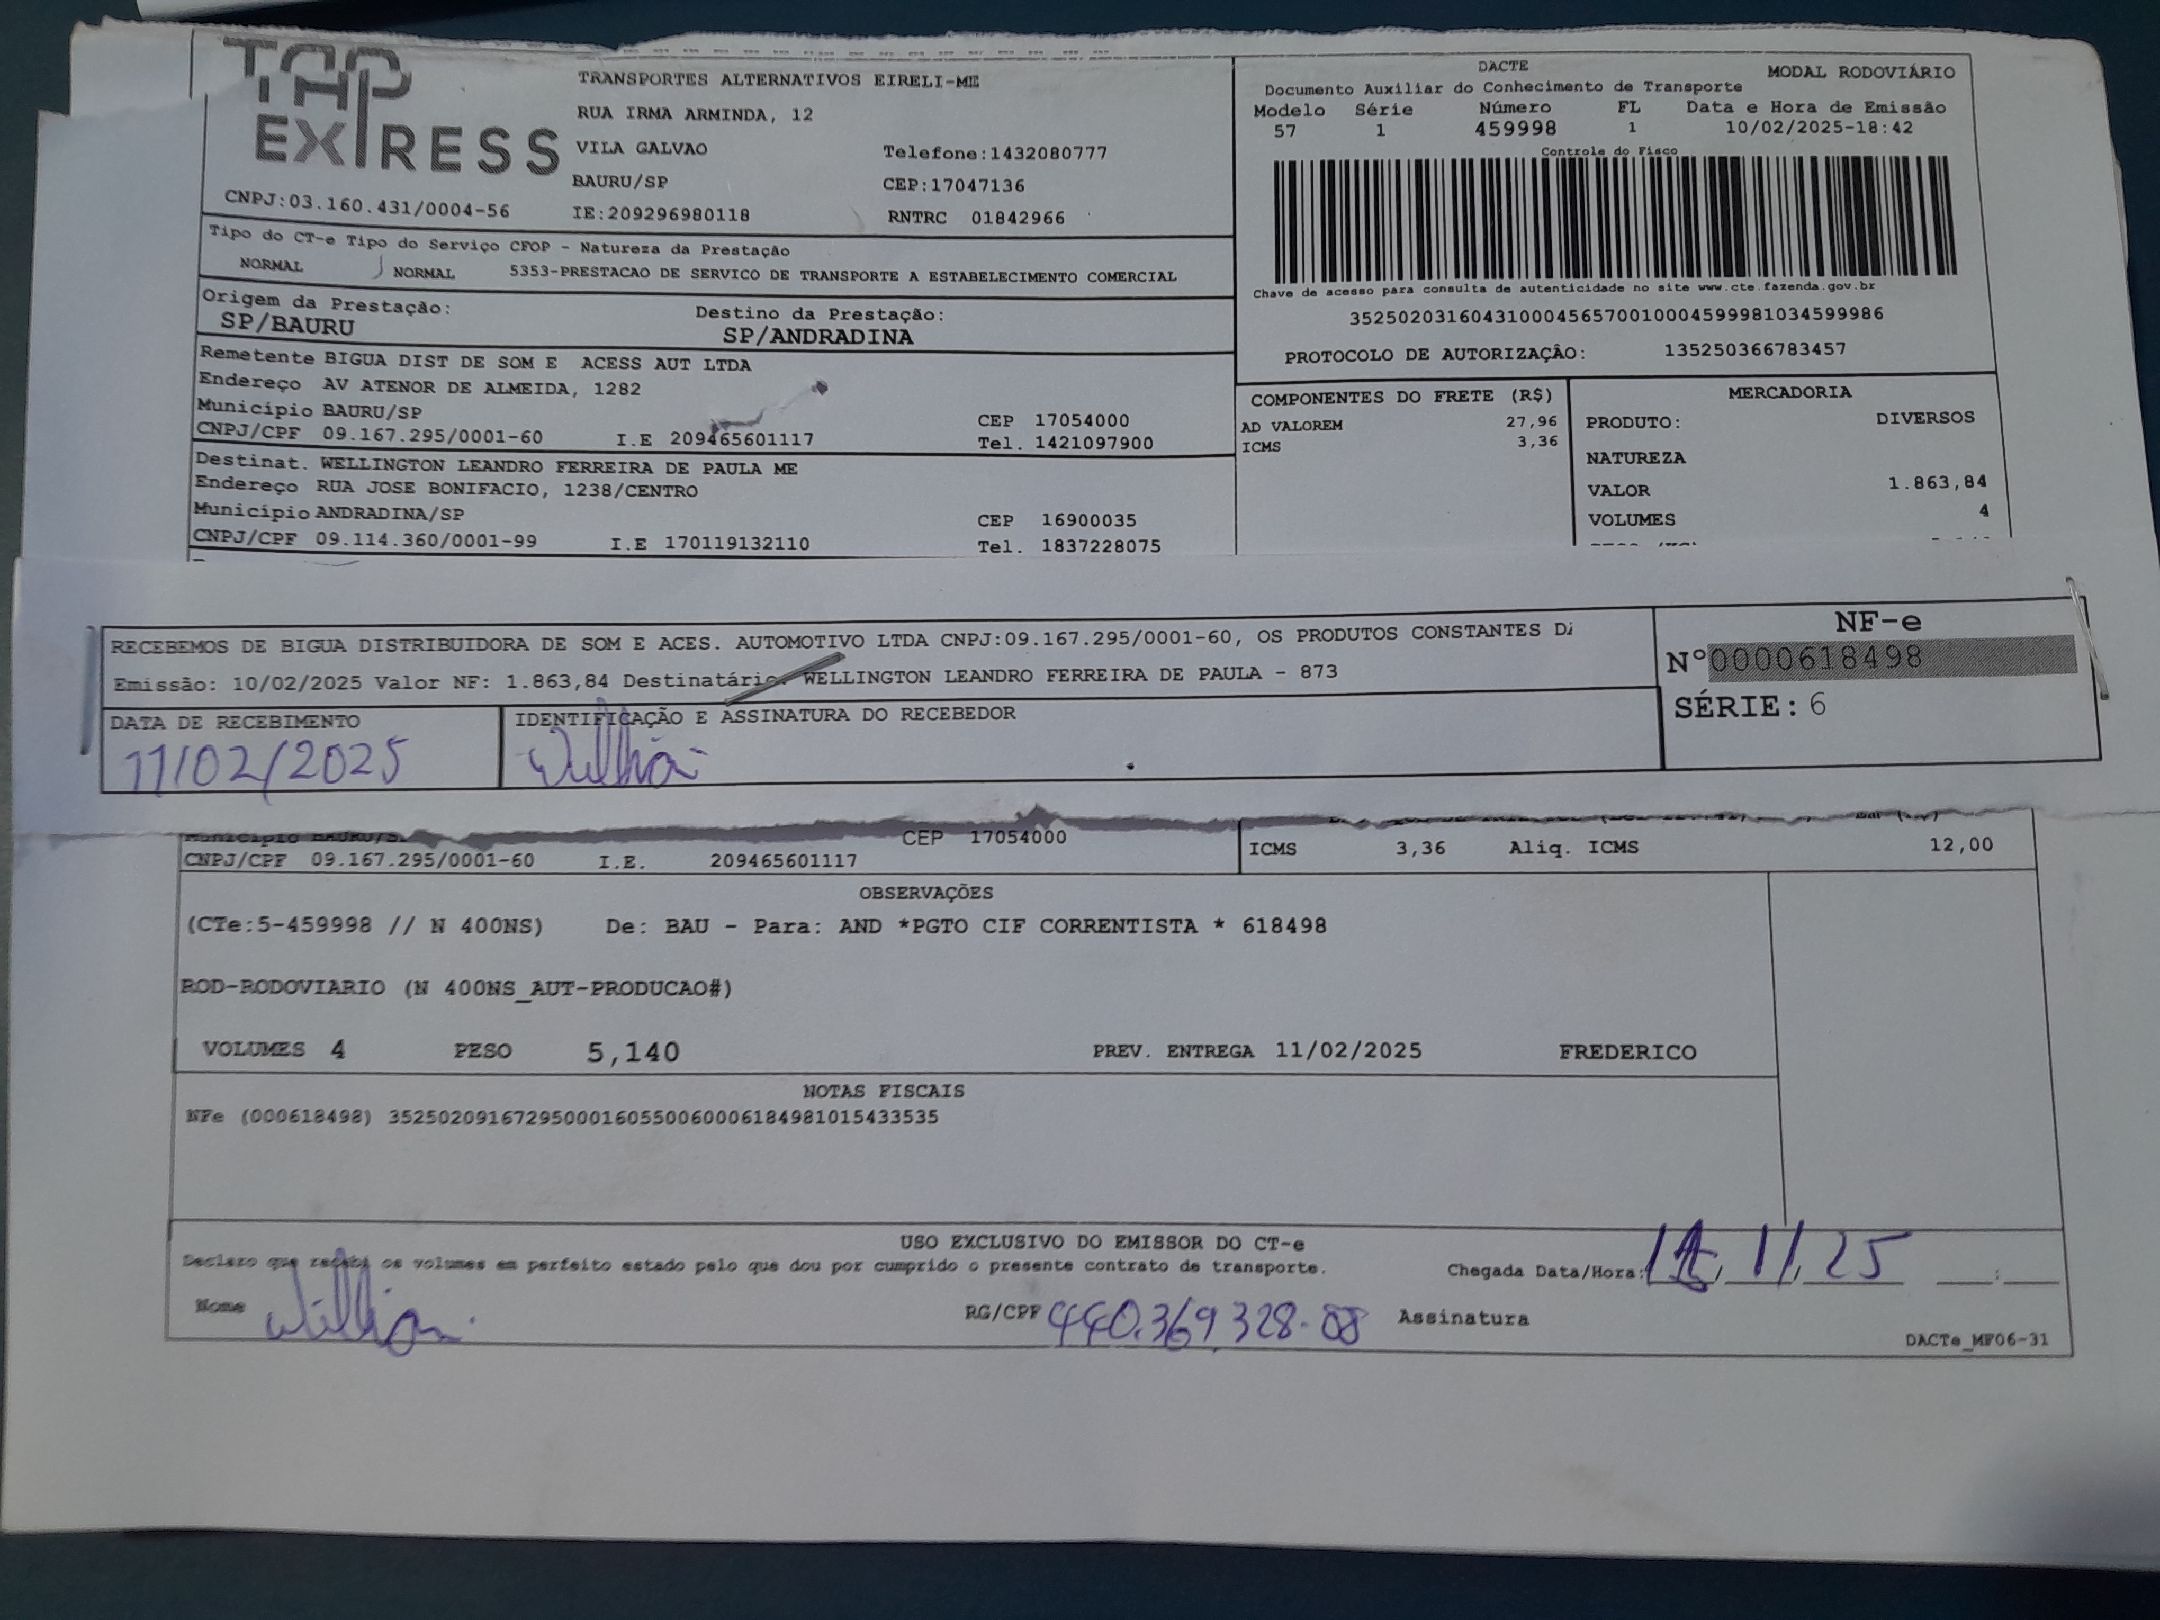 TAP EXPRESS
TRANSPORTES ALTERNATIVOS EIRELI-ME
RUA IRMA ARMINDA, 12
VILA GALVAO Telefone:1432080777
BAURU/SP CEP:17047136
CNPJ:03.160.431/0004-56 IE:209296980118 RNTRC 01842966
DACTE MODAL RODOVIÁRIO
Documento Auxiliar do Conhecimento de Transporte
Modelo Série Número FL Data e Hora de Emissão
57 1 459998 1 10/02/2025-18:42
Controle do Fisco
Chave de acesso para consulta de autenticidade no site www.cte.fazenda.gov.br
35250203160431000456570010004599981034599986
PROTOCOLO DE AUTORIZAÇÃO: 135250366783457
Tipo do CT-e Tipo do Serviço CFOP - Natureza da Prestação
NORMAL NORMAL 5353-PRESTACAO DE SERVICO DE TRANSPORTE A ESTABELECIMENTO COMERCIAL
Origem da Prestação: Destino da Prestação:
SP/BAURU SP/ANDRADINA
Remetente BIGUA DIST DE SOM E ACESS AUT LTDA
Endereço AV ATENOR DE ALMEIDA, 1282
Município BAURU/SP CEP 17054000
CNPJ/CPF 09.167.295/0001-60 I.E 209465601117 Tel. 1421097900
Destinat. WELLINGTON LEANDRO FERREIRA DE PAULA ME
Endereço RUA JOSE BONIFACIO, 1238/CENTRO
Município ANDRADINA/SP CEP 16900035
CNPJ/CPF 09.114.360/0001-99 I.E 170119132110 Tel. 1837228075
COMPONENTES DO FRETE (R$)
AD VALOREM 27,96
ICMS 3,36
MERCADORIA
PRODUTO: DIVERSOS
NATUREZA
VALOR 1.863,84
VOLUMES 4
RECEBEMOS DE BIGUA DISTRIBUIDORA DE SOM E ACES. AUTOMOTIVO LTDA CNPJ:09.167.295/0001-60, OS PRODUTOS CONSTANTES
Emissão: 10/02/2025 Valor NF: 1.863,84 Destinatário: WELLINGTON LEANDRO FERREIRA DE PAULA - 873
DATA DE RECEBIMENTO IDENTIFICAÇÃO E ASSINATURA DO RECEBEDOR
11/02/2025 Willian
NF-e
Nº0000618498
SÉRIE: 6
Município BAURU/S CEP 17054000
CNPJ/CPF 09.167.295/0001-60 I.E. 209465601117
ICMS 3,36 Aliq. ICMS 12,00
OBSERVAÇÕES
(CTe:5-459998 // N 400NS) De: BAU - Para: AND *PGTO CIF CORRENTISTA * 618498
ROD-RODOVIARIO (N 400NS_AUT-PRODUCAO#)
VOLUMES 4 PESO 5,140 PREV. ENTREGA 11/02/2025 FREDERICO
NOTAS FISCAIS
NFe (000618498) 35250209167295000160550060006184981015433535
USO EXCLUSIVO DO EMISSOR DO CT-e
Declaro que recebi os volumes em perfeito estado pelo que dou por cumprido o presente contrato de transporte. Chegada Data/Hora: 11/25
Nome Willian RG/CPF 440.369.328-08 Assinatura
DACTe_MF06-31